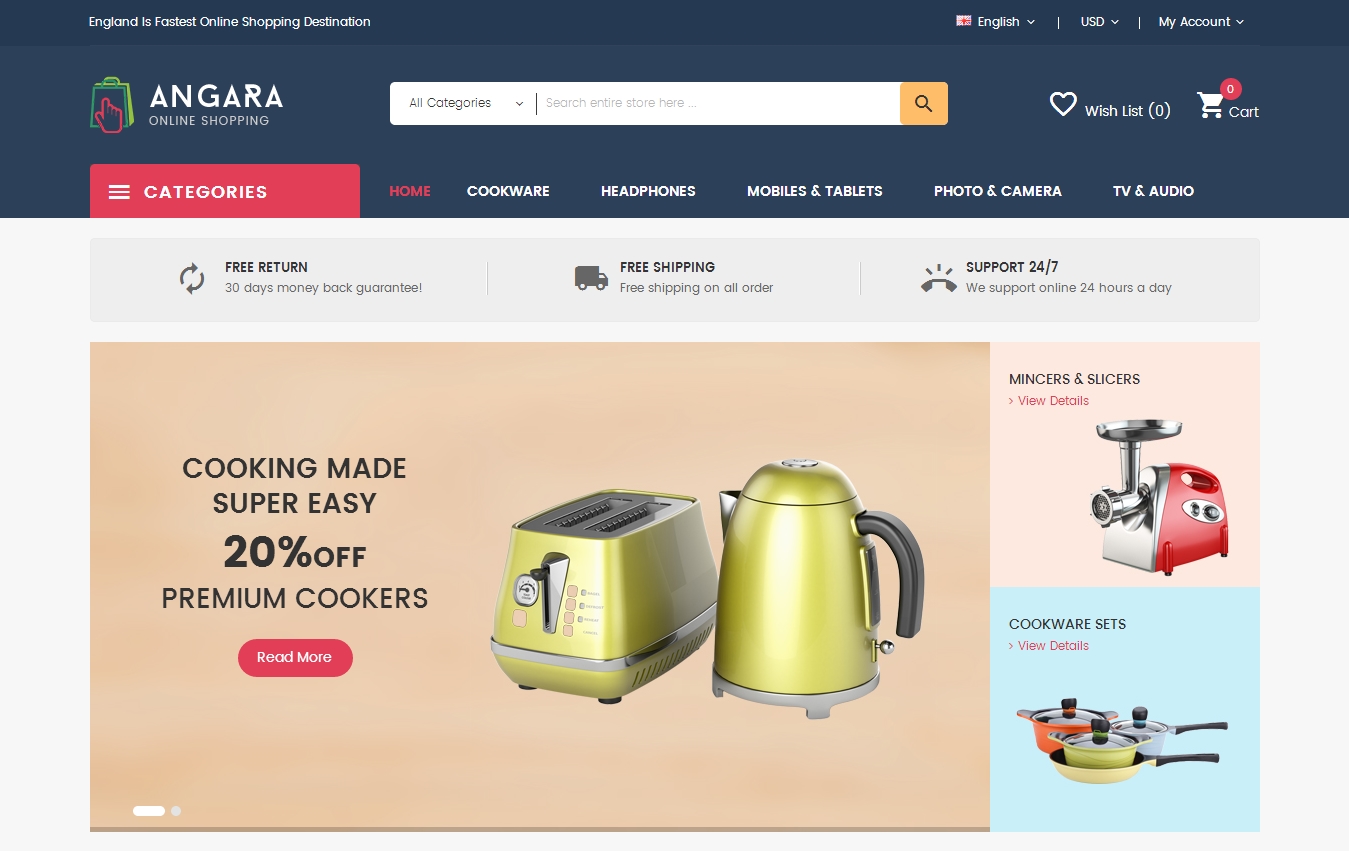 England Is Fastest Online Shopping Destination
English
USD
My Account
ANGARA
ONLINE SHOPPING
All Categories
Search entire store here ...
Wish List (0)
0
Cart
CATEGORIES
HOME
COOKWARE
HEADPHONES
MOBILES & TABLETS
PHOTO & CAMERA
TV & AUDIO
FREE RETURN
30 days money back guarantee!
FREE SHIPPING
Free shipping on all order
SUPPORT 24/7
We support online 24 hours a day
COOKING MADE
SUPER EASY
20%OFF
PREMIUM COOKERS
Read More
MINCERS & SLICERS
> View Details
COOKWARE SETS
> View Details